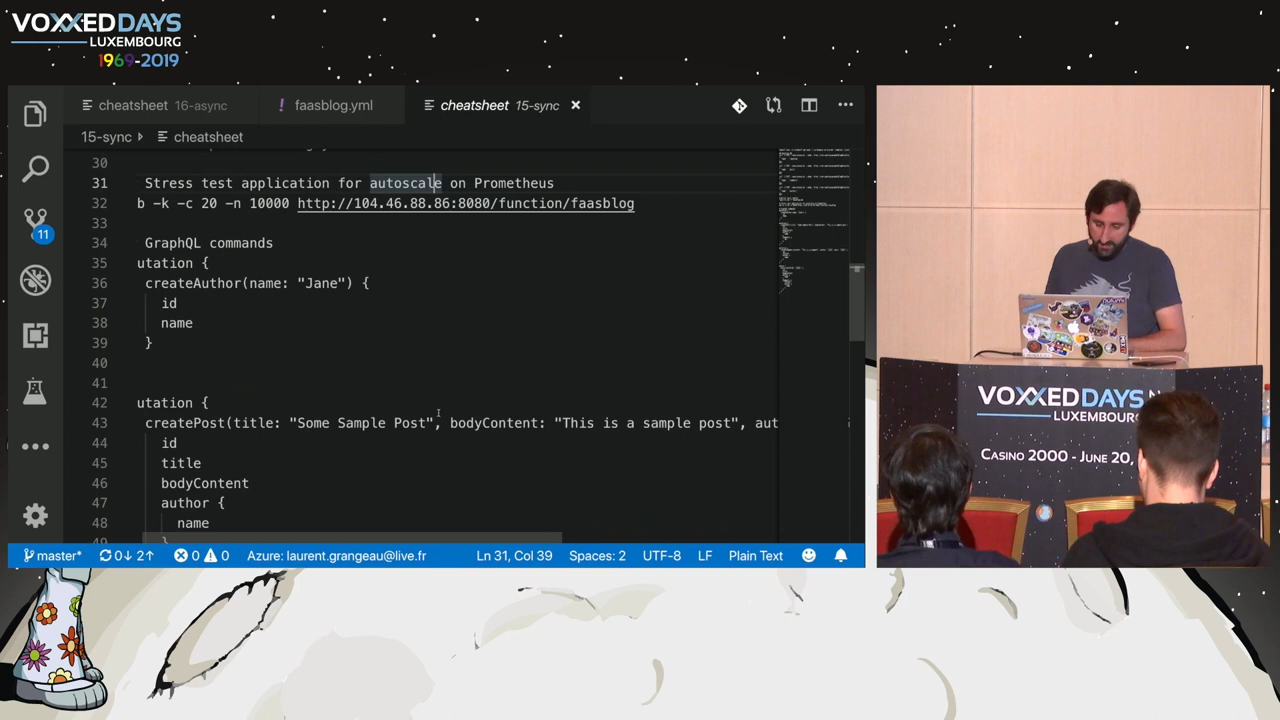 VOXXED DAYS
LUXEMBOURG
1969-2019
cheatsheet 16-async
! faasblog.yml
cheatsheet 15-sync
15-sync
cheatsheet
30
31 Stress test application for autoscale on Prometheus
32 b -k -c 20 -n 10000 http://104.46.88.86:8080/function/faasblog
33
34 GraphQL commands
35 utation {
36 createAuthor(name: "Jane") {
37 id
38 name
39 }
40
41
42 utation {
43 createPost(title: "Some Sample Post", bodyContent: "This is a sample post", aut
44 id
45 title
46 bodyContent
47 author {
48 name
49 }
11
master* 0↓ 2↑ 0 0 Azure: laurent.grangeau@live.fr Ln 31, Col 39 Spaces: 2 UTF-8 LF Plain Text
VOXXED DAYS
LUXEMBOURG
CASINO 2000 - JUNE 20,